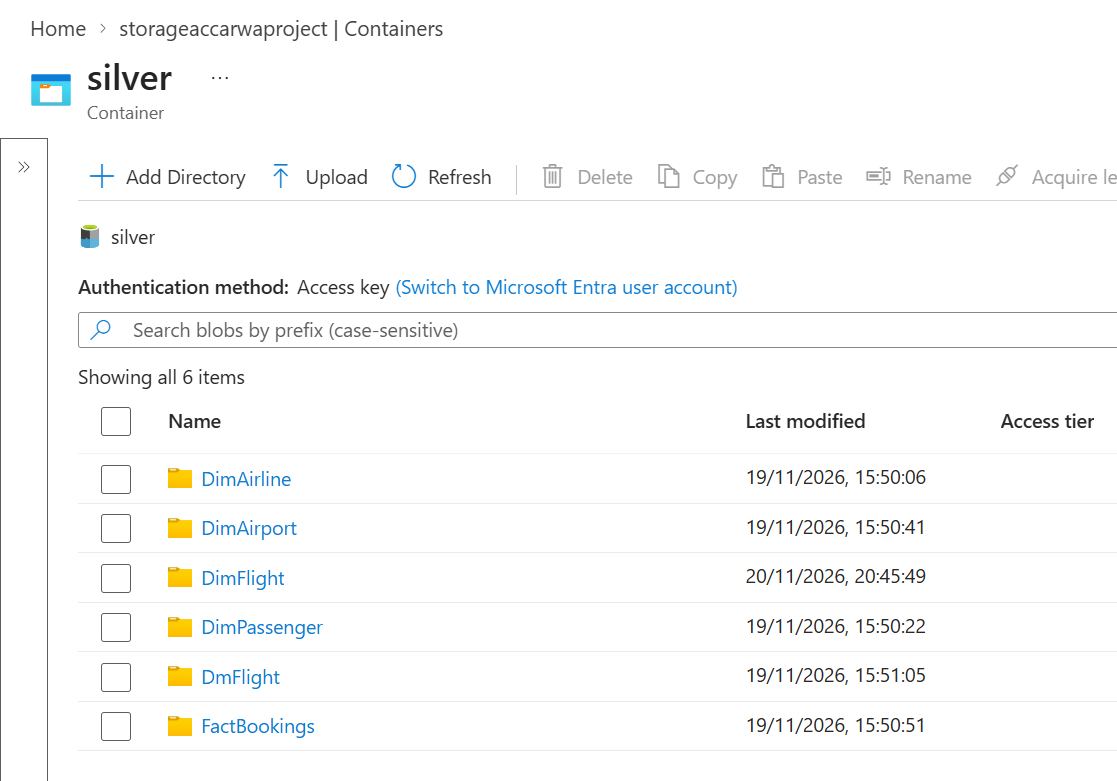 Home > storageaccarwaproject | Containers
silver ...
Container
Add Directory Upload Refresh Delete Copy Paste Rename Acquire le
silver
Authentication method: Access key (Switch to Microsoft Entra user account)
Search blobs by prefix (case-sensitive)
Showing all 6 items
Name Last modified Access tier
DimAirline 19/11/2026, 15:50:06
DimAirport 19/11/2026, 15:50:41
DimFlight 20/11/2026, 20:45:49
DimPassenger 19/11/2026, 15:50:22
DmFlight 19/11/2026, 15:51:05
FactBookings 19/11/2026, 15:50:51